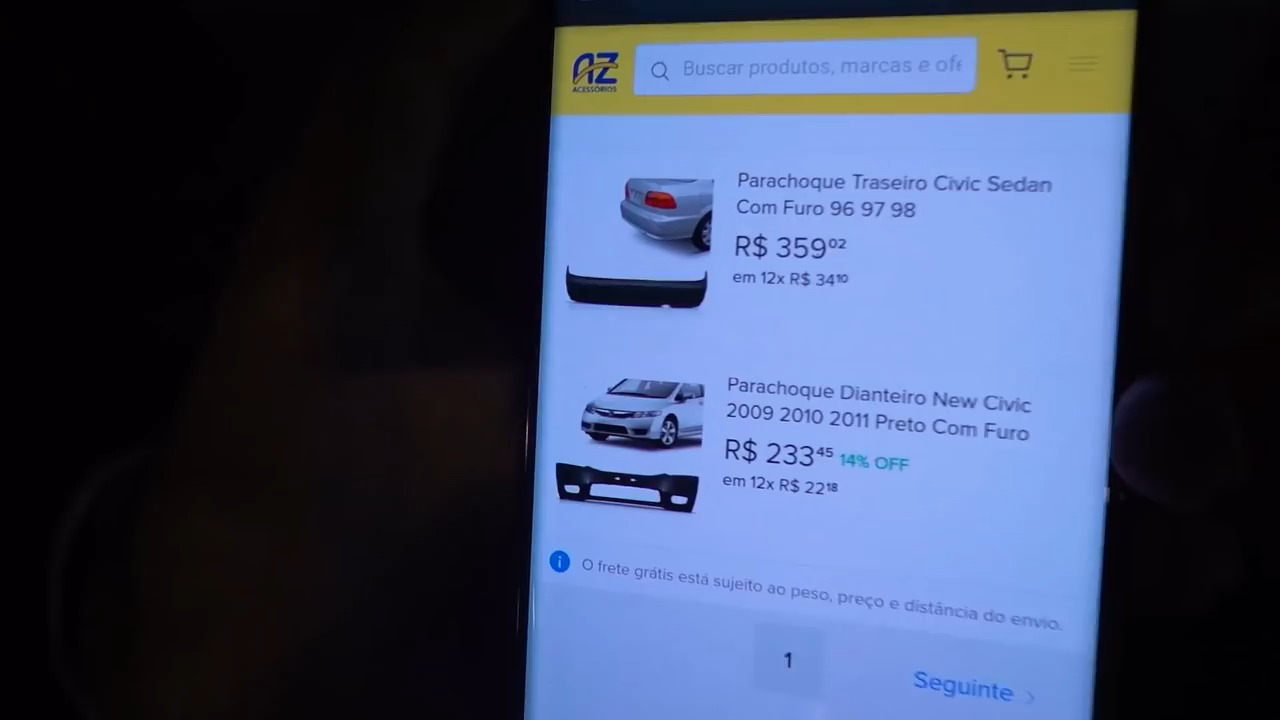 AZ
ACESSÓRIOS
Buscar produtos, marcas e ofe
Parachoque Traseiro Civic Sedan
Com Furo 96 97 98
R$ 359⁰²
em 12x R$ 34¹⁰
Parachoque Dianteiro New Civic
2009 2010 2011 Preto Com Furo
R$ 233⁴⁵ 14% OFF
em 12x R$ 22¹⁸
O frete grátis está sujeito ao peso, preço e distância do envio.
1
Seguinte